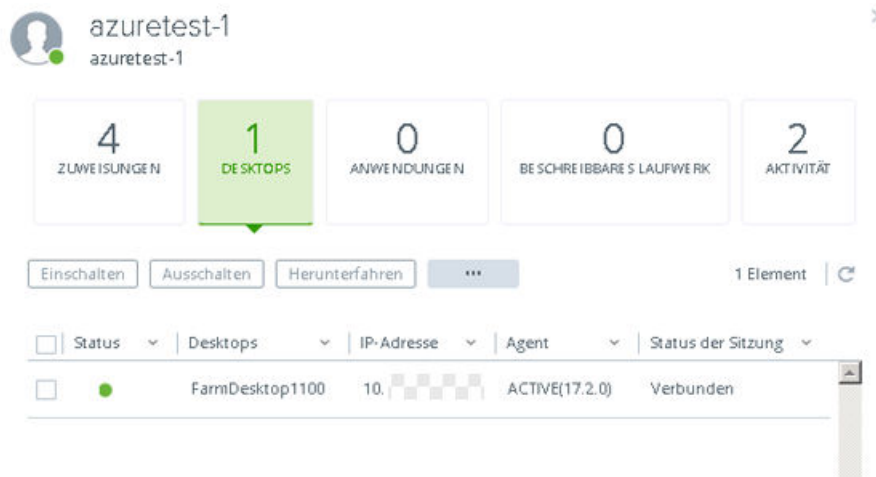 azuretest-1
azuretest-1
4 1 0 0 2
ZUWEISUNGEN DESKTOPS ANWENDUNGEN BESCHREIBBARES LAUFWERK AKTIVITÄT
Einschalten Ausschalten Herunterfahren ••• 1 Element
Status Desktops IP-Adresse Agent Status der Sitzung
FarmDesktop1100 10. ACTIVE(17.2.0) Verbunden